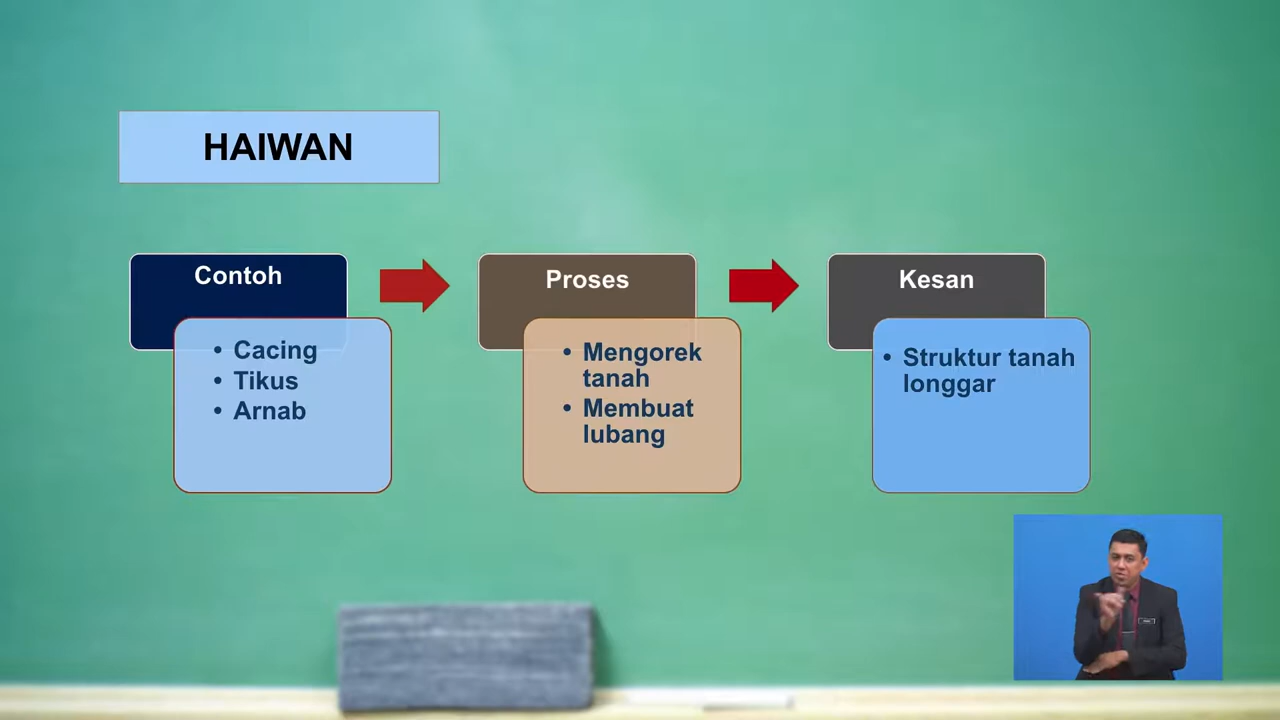 HAIWAN
Contoh
• Cacing
• Tikus
• Arnab
Proses
• Mengorek
tanah
• Membuat
lubang
Kesan
• Struktur tanah
longgar